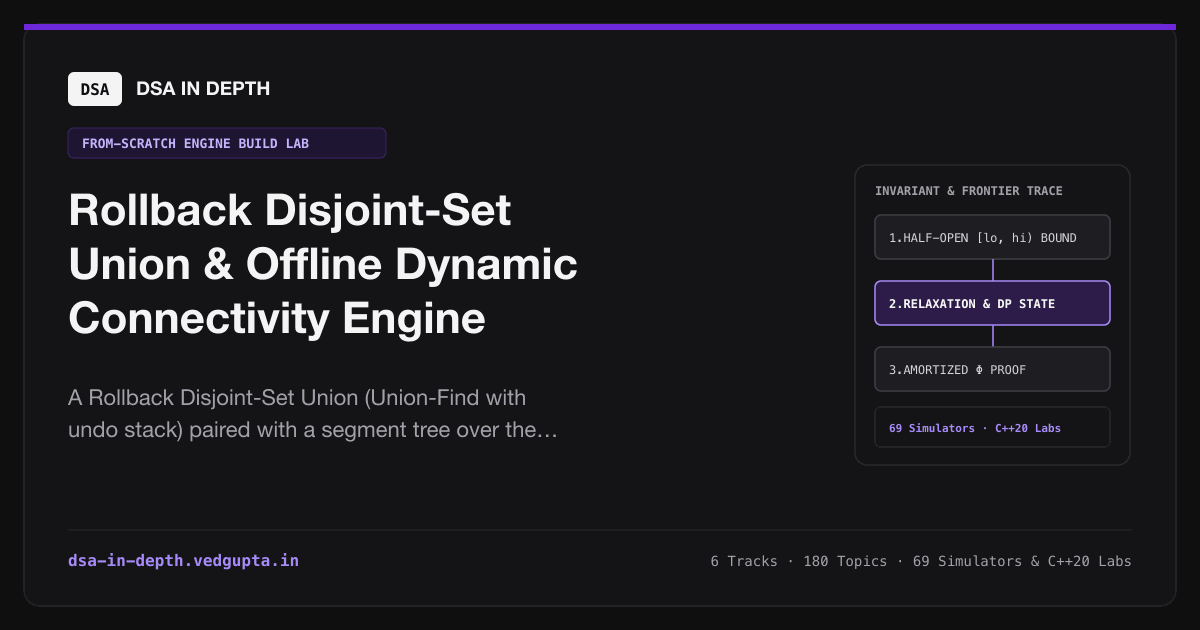 DSA
DSA IN DEPTH
FROM–SCRATCH ENGINE BUILD LAB
Rollback Disjoint-Set
Union & Offline Dynamic
Connectivity Engine
A Rollback Disjoint-Set Union (Union-Find with
undo stack) paired with a segment tree over the…
INVARIANT & FRONTIER TRACE
1.HALF–OPEN [lo, hi) BOUND
2.RELAXATION & DP STATE
3.AMORTIZED Φ PROOF
69 Simulators · C++20 Labs
dsa–in–depth.vedgupta.in
6 Tracks · 180 Topics · 69 Simulators & C++20 Labs